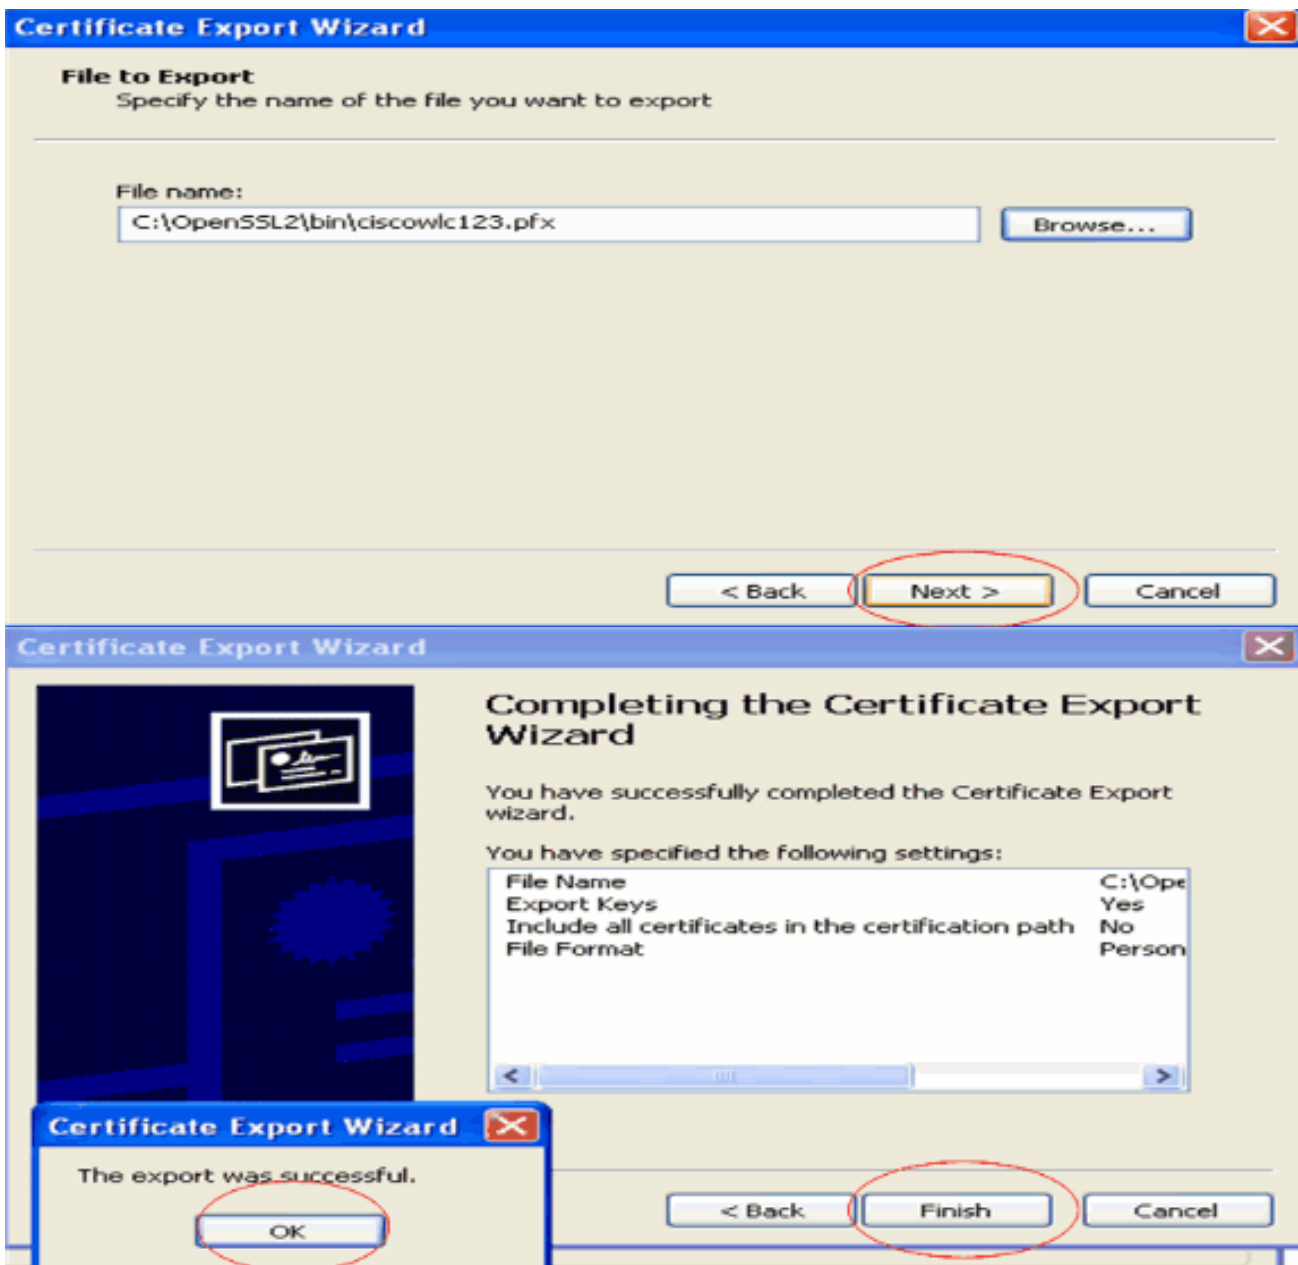 Certificate Export Wizard
File to Export
Specify the name of the file you want to export
File name:
C:\OpenSSL2\bin\ciscowlc123.pfx
Browse...
< Back
Next >
Cancel
Certificate Export Wizard
Completing the Certificate Export
Wizard
You have successfully completed the Certificate Export
wizard.
You have specified the following settings:
File Name C:\Ope
Export Keys Yes
Include all certificates in the certification path No
File Format Person
Certificate Export Wizard
The export was successful.
OK
< Back
Finish
Cancel